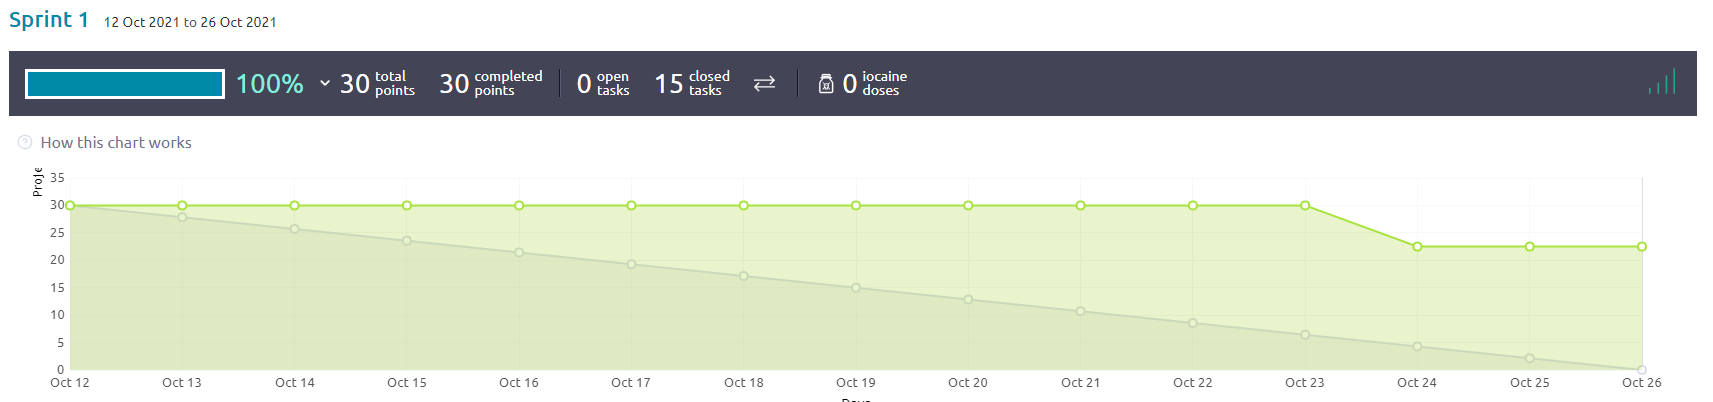 Sprint 1 12 Oct 2021 to 26 Oct 2021
100% 30 total points 30 completed points 0 open tasks 15 closed tasks 0 iocaine doses
How this chart works
35
30
25
20
15
10
5
0
Oct 12 Oct 13 Oct 14 Oct 15 Oct 16 Oct 17 Oct 18 Oct 19 Oct 20 Oct 21 Oct 22 Oct 23 Oct 24 Oct 25 Oct 26